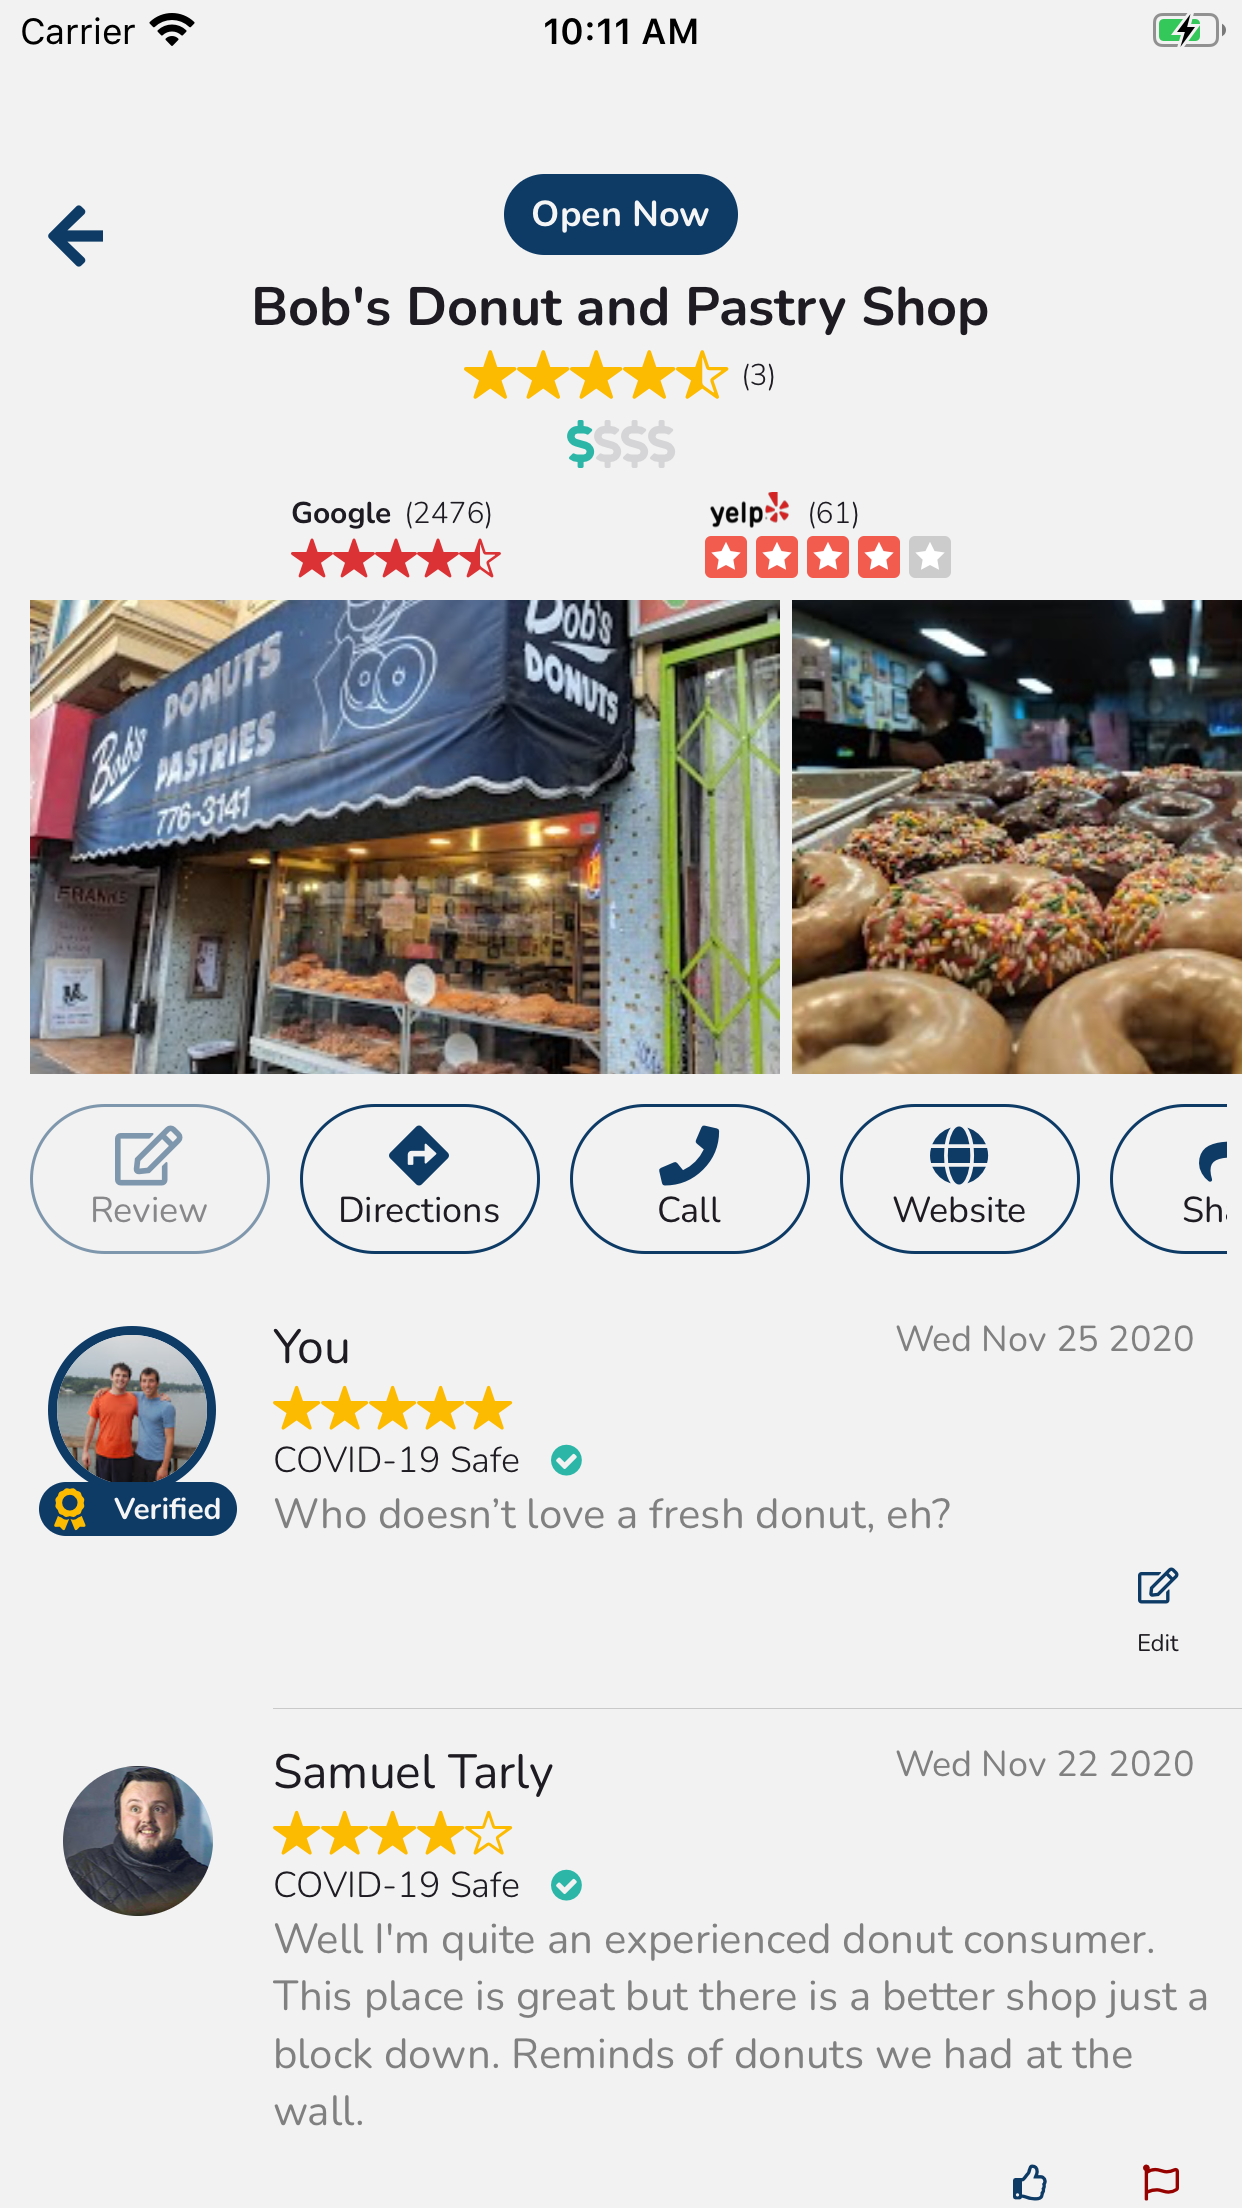 Carrier 10:11 AM
Open Now
Bob's Donut and Pastry Shop
(3)
$$$$
Google (2476)
yelp (61)
Bob's DONUTS
PASTRIES
776-3141
Bob's
DONUTS
FRANKS
Review
Directions
Call
Website
Sha
You
Wed Nov 25 2020
COVID-19 Safe
Verified
Who doesn’t love a fresh donut, eh?
Edit
Samuel Tarly
Wed Nov 22 2020
COVID-19 Safe
Well I'm quite an experienced donut consumer.
This place is great but there is a better shop just a
block down. Reminds of donuts we had at the
wall.